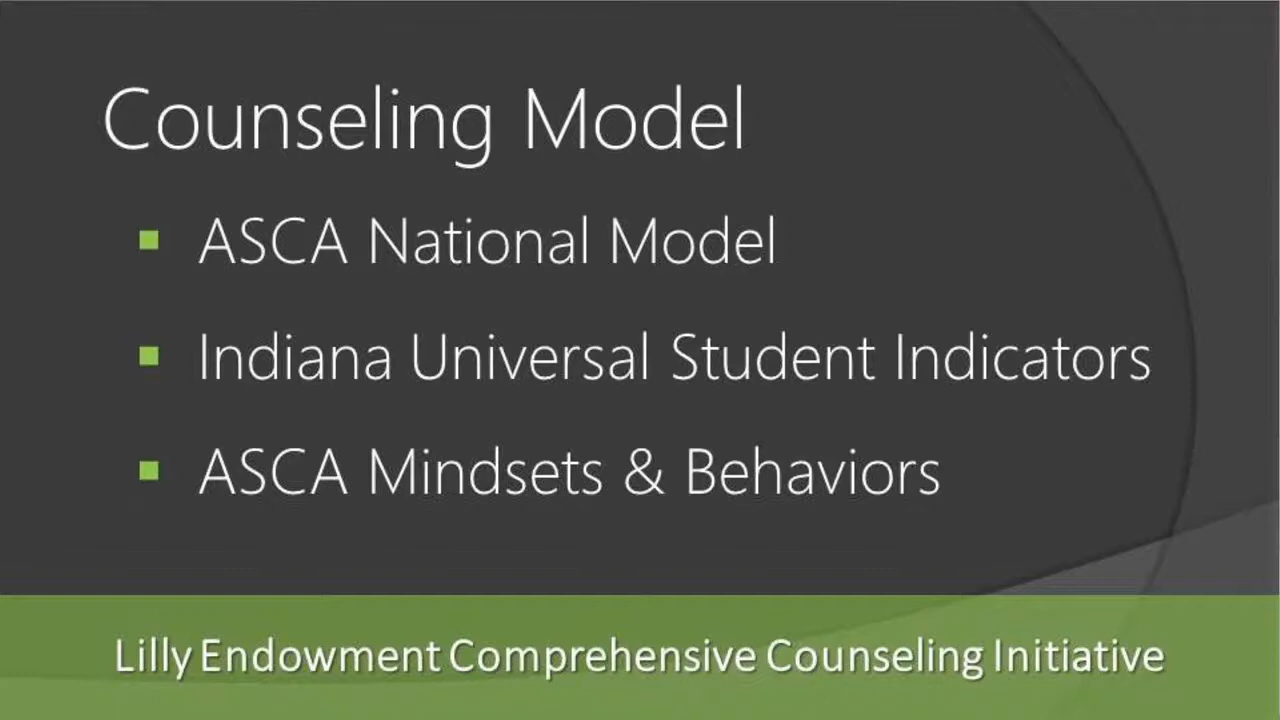 Counseling Model
ASCA National Model
Indiana Universal Student Indicators
ASCA Mindsets & Behaviors
Lilly Endowment Comprehensive Counseling Initiative